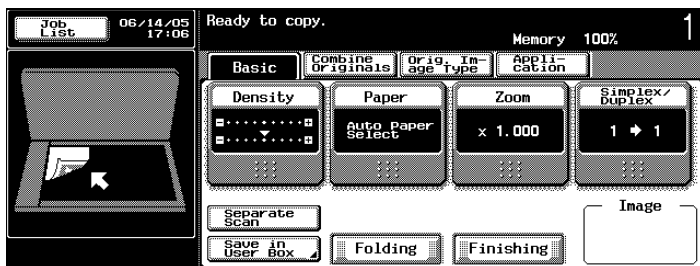 Job
List
06/14/05
17:06
Ready to copy.
1
Memory 100%
Basic
Combine
Originals
Orig. Im-
age Type
Appli-
cation
Density
Paper
Zoom
Simplex/
Duplex
Auto Paper
Select
× 1.000
1 ➔ 1
Separate
Scan
Save in
User Box
Folding
Finishing
Image